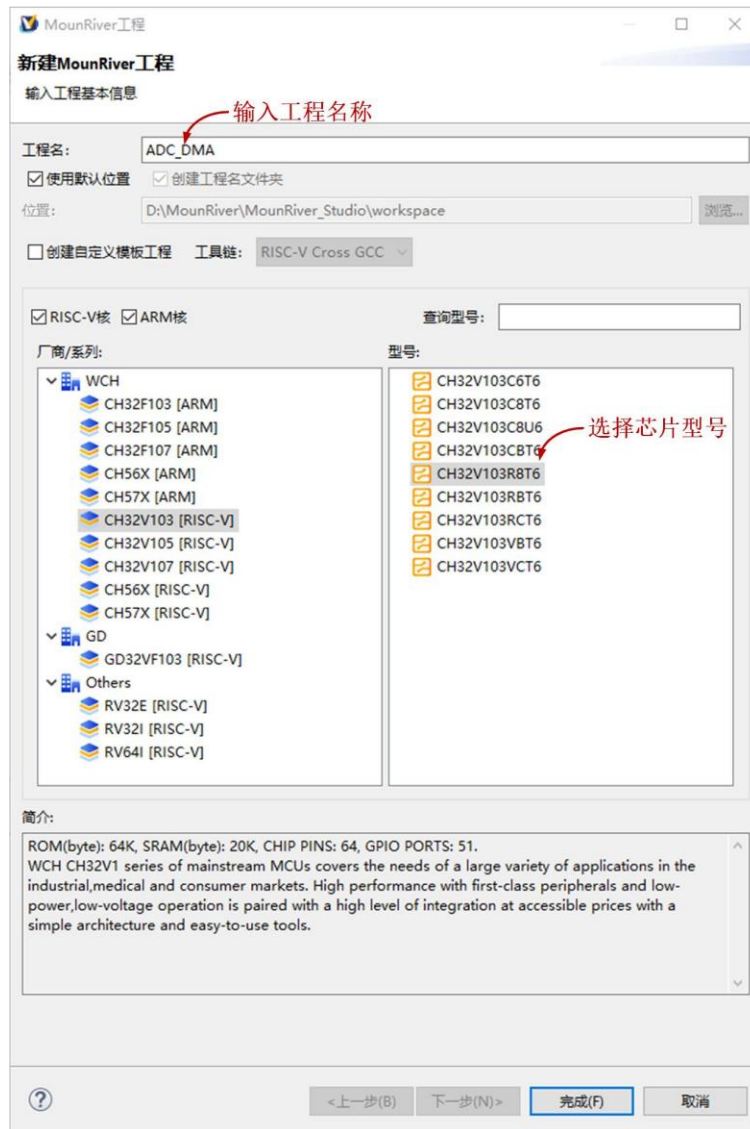 MounRiver工程
新建MounRiver工程
输入工程基本信息
输入工程名称
工程名: ADC_DMA
使用默认位置 创建工程名文件夹
位置: D:\MounRiver\MounRiver_Studio\workspace 浏览...
创建自定义模板工程 工具链: RISC-V Cross GCC
RISC-V核 ARM核 查询型号:
厂商/系列: 型号:
WCH
CH32F103 [ARM]
CH32F105 [ARM]
CH32F107 [ARM]
CH56X [ARM]
CH57X [ARM]
CH32V103 [RISC-V]
CH32V105 [RISC-V]
CH32V107 [RISC-V]
CH56X [RISC-V]
CH57X [RISC-V]
GD
GD32VF103 [RISC-V]
Others
RV32E [RISC-V]
RV32I [RISC-V]
RV64I [RISC-V]
CH32V103C6T6
CH32V103C8T6
CH32V103C8U6
选择芯片型号
CH32V103CBT6
CH32V103R8T6
CH32V103RBT6
CH32V103RCT6
CH32V103VBT6
CH32V103VCT6
简介:
ROM(byte): 64K, SRAM(byte): 20K, CHIP PINS: 64, GPIO PORTS: 51.
WCH CH32V1 series of mainstream MCUs covers the needs of a large variety of applications in the
industrial,medical and consumer markets. High performance with first-class peripherals and low-
power,low-voltage operation is paired with a high level of integration at accessible prices with a
simple architecture and easy-to-use tools.
<上一步(B) 下一步(N)> 完成(F) 取消